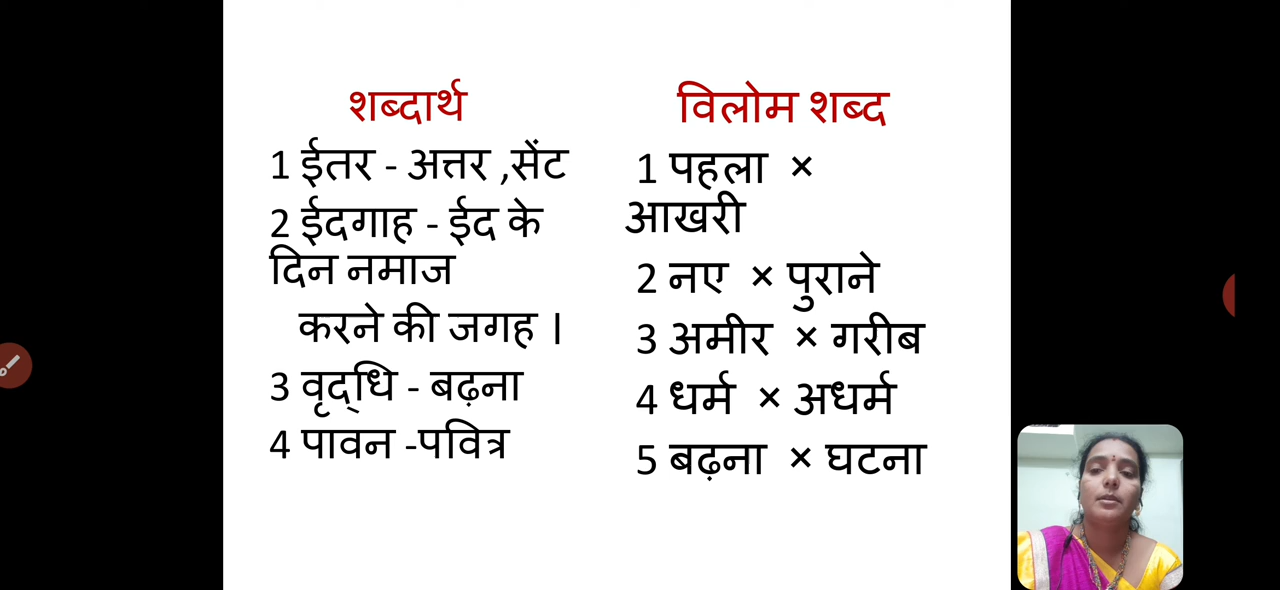 शब्दार्थ
1 ईतर - अत्तर ,सेंट
2 ईदगाह - ईद के
दिन नमाज
करने की जगह ।
3 वृद्‌धि - बढ़ना
4 पावन -पवित्र
विलोम शब्द
1 पहला ×
आखरी
2 नए × पुराने
3 अमीर × गरीब
4 धर्म × अधर्म
5 बढ़ना × घटना